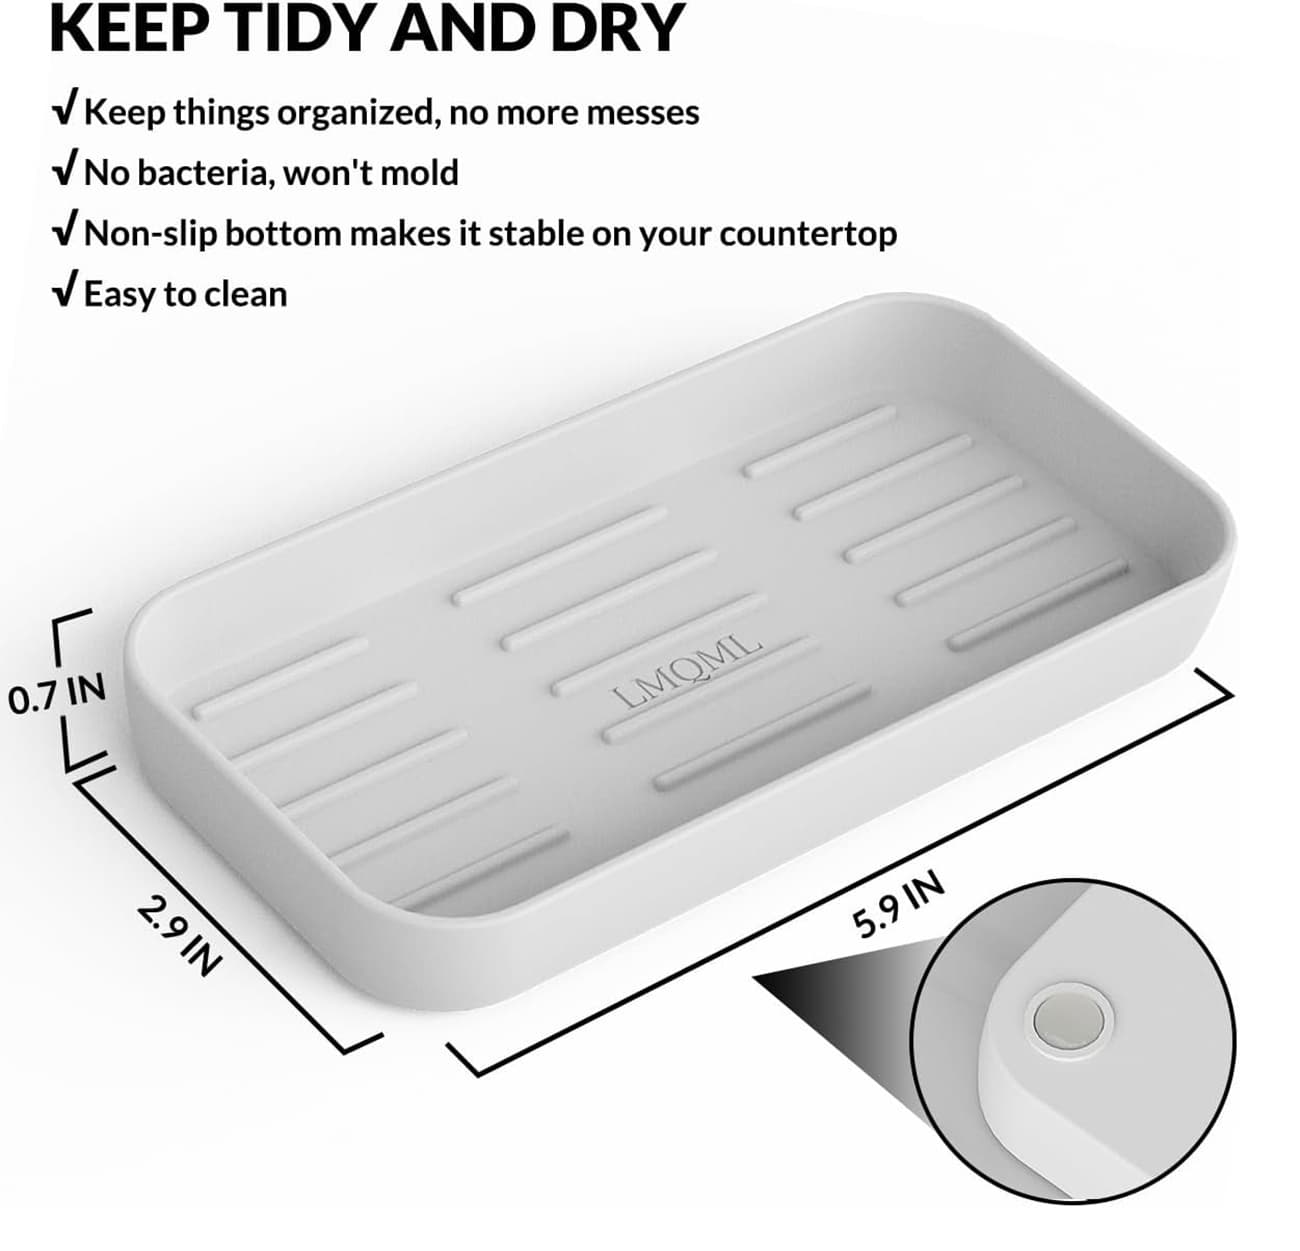 KEEP TIDY AND DRY
√ Keep things organized, no more messes
√ No bacteria, won't mold
√ Non-slip bottom makes it stable on your countertop
√ Easy to clean
0.7 IN
LMQML
2.9 IN
5.9 IN